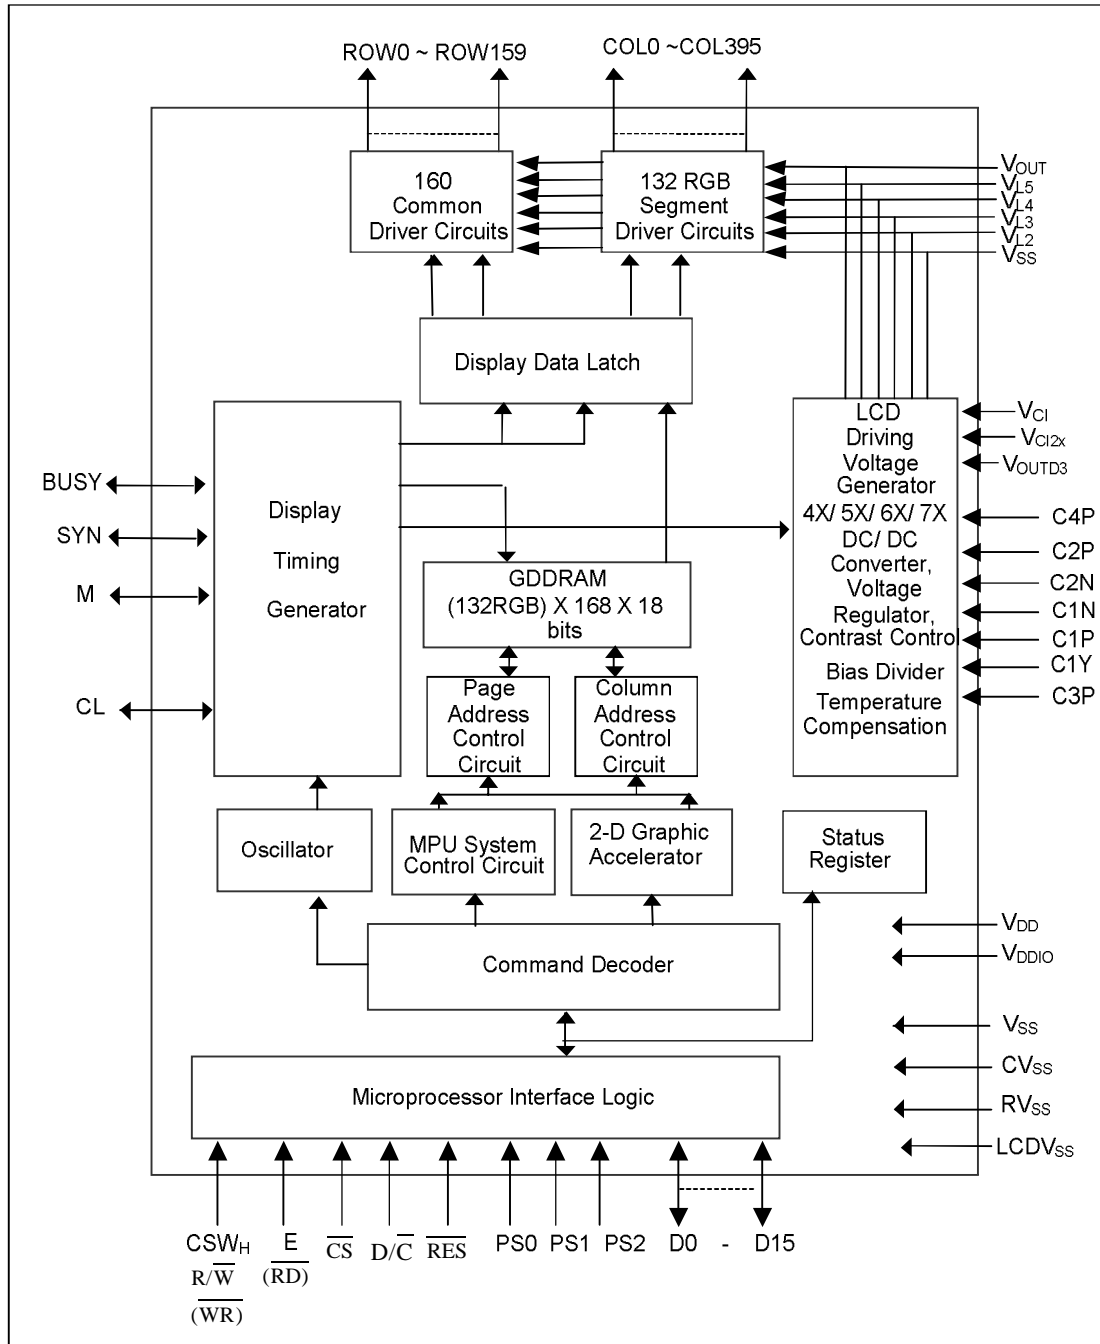 ROW0 ~ ROW159
COL0 ~COL395
160
Common
Driver Circuits
132 RGB
Segment
Driver Circuits
VOUT
VL5
VL4
VL3
VL2
VSS
Display Data Latch
LCD
Driving
Voltage
Generator
4X/ 5X/ 6X/ 7X
DC/ DC
Converter,
Voltage
Regulator,
Contrast Control
Bias Divider
Temperature
Compensation
VCI
VCI2x
VOUTD3
C4P
C2P
C2N
C1N
C1P
C1Y
C3P
BUSY
SYN
M
CL
Display
Timing
Generator
GDDRAM
(132RGB) X 168 X 18
bits
Page
Address
Control
Circuit
Column
Address
Control
Circuit
Oscillator
MPU System
Control Circuit
2-D Graphic
Accelerator
Status
Register
Command Decoder
VDD
VDDIO
VSS
CVSS
RVSS
LCDVSS
Microprocessor Interface Logic
CSWH
R/W̅
(W̅R̅)
E
(R̅D̅)
C̅S̅
D/C̅
R̅E̅S̅
PS0
PS1
PS2
D0 - D15